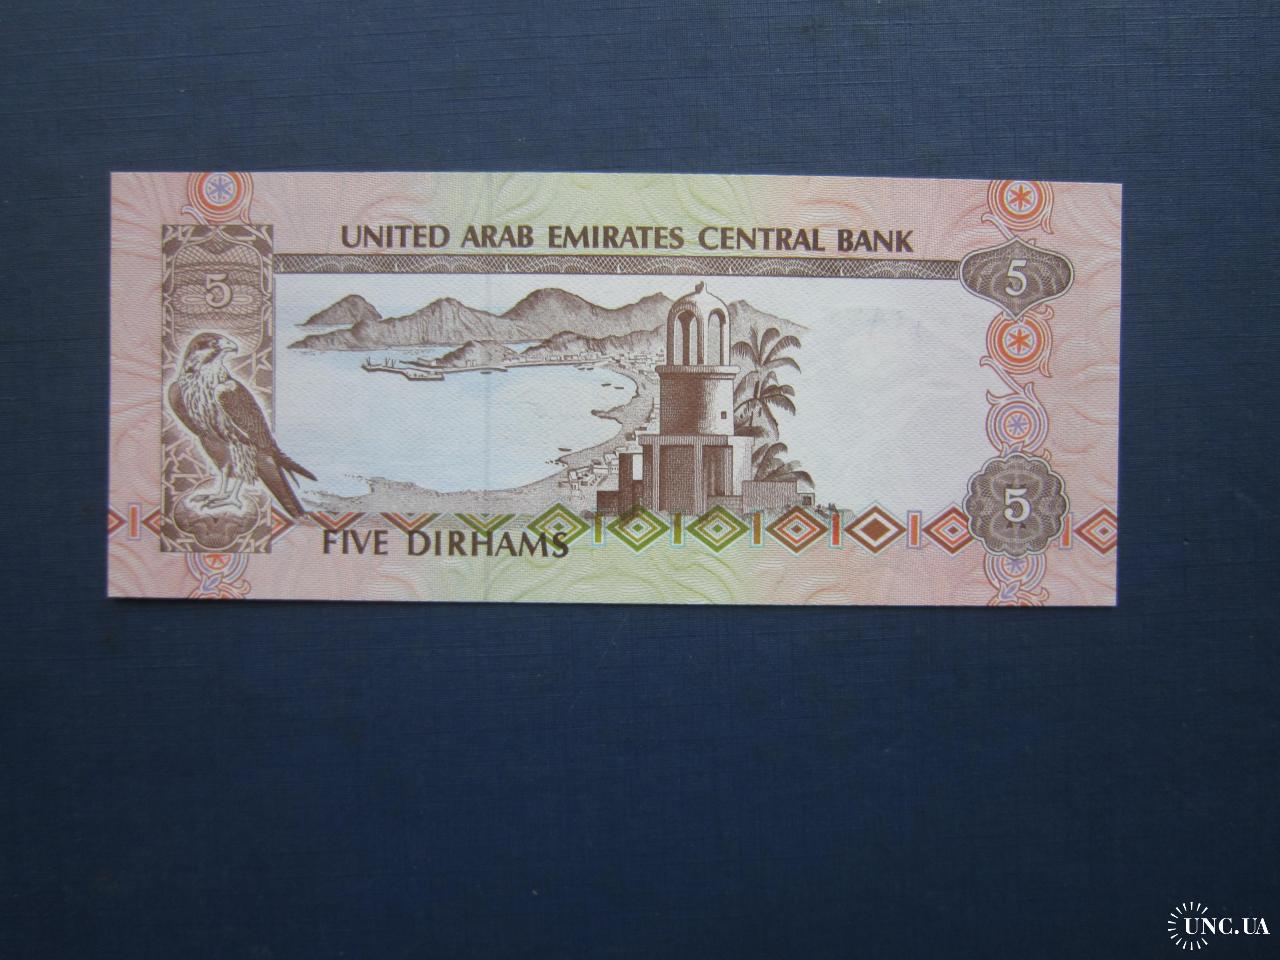 UNITED ARAB EMIRATES CENTRAL BANK
5
5
5
FIVE DIRHAMS
UNC.UA